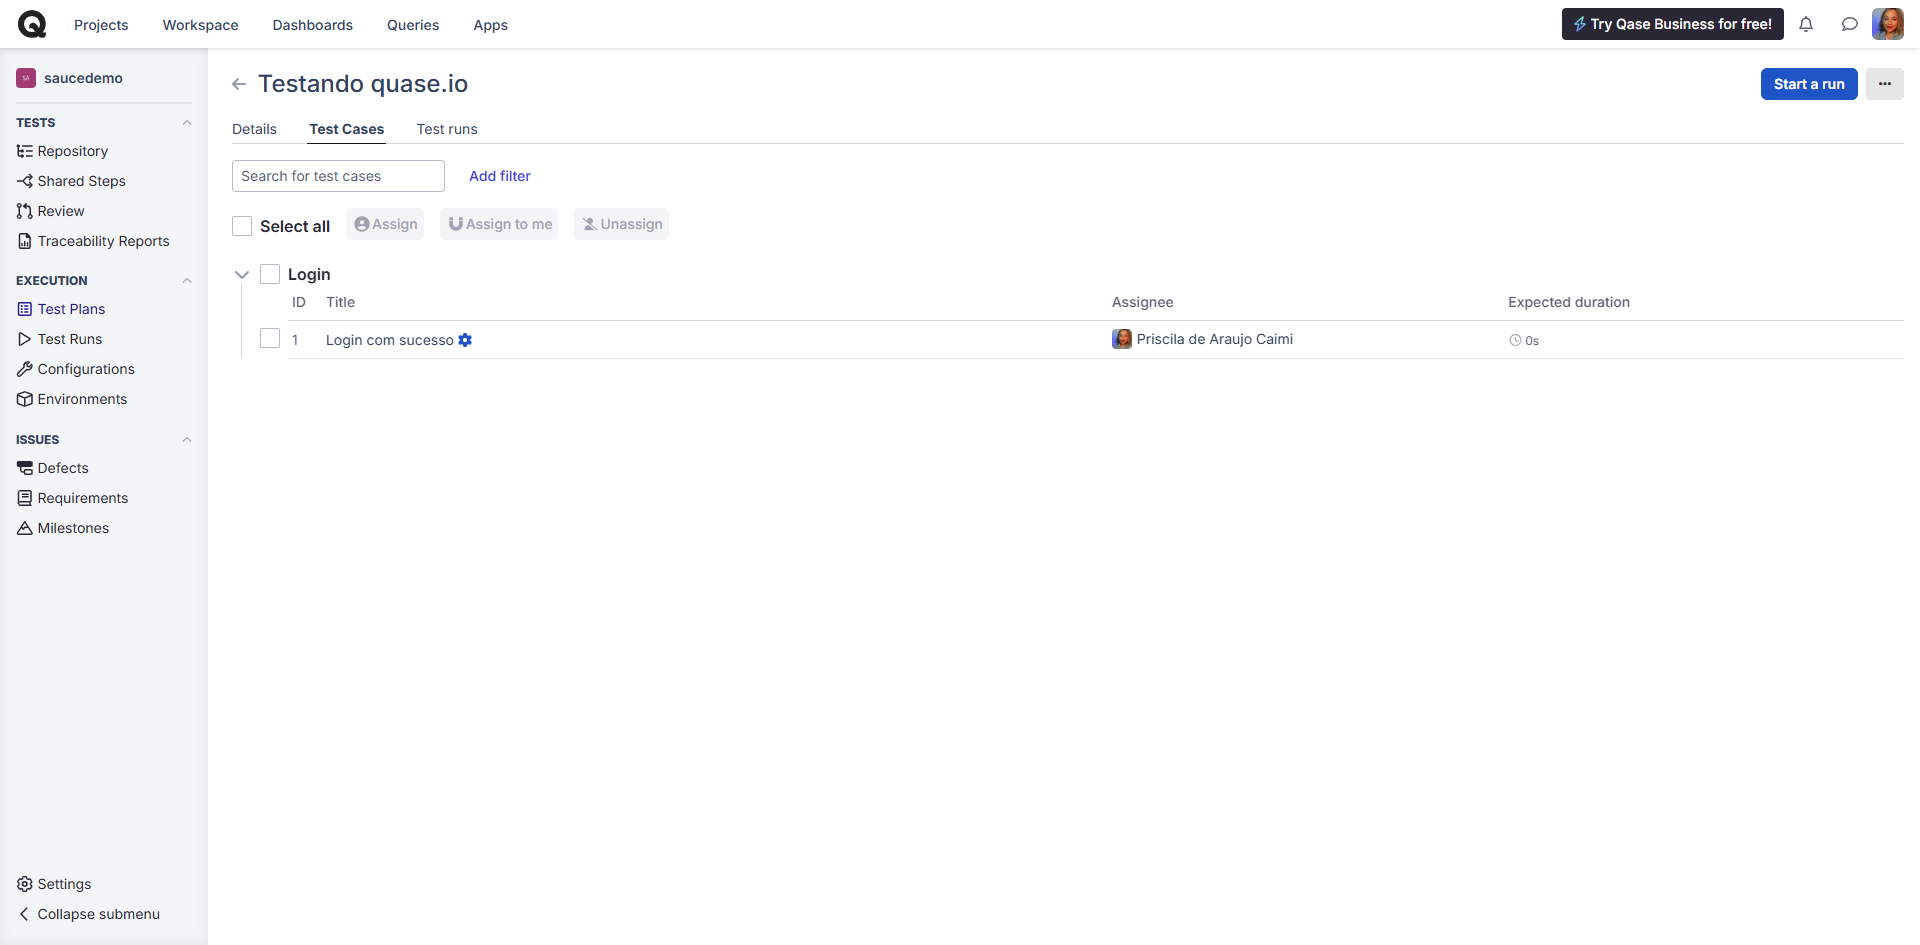 Projects Workspace Dashboards Queries Apps Try Qase Business for free!
SA saucedemo
TESTS
Repository
Shared Steps
Review
Traceability Reports
EXECUTION
Test Plans
Test Runs
Configurations
Environments
ISSUES
Defects
Requirements
Milestones
Settings
Collapse submenu
Testando quase.io
Start a run
Details Test Cases Test runs
Search for test cases Add filter
Select all Assign Assign to me Unassign
Login
ID Title Assignee Expected duration
1 Login com sucesso Priscila de Araujo Caimi 0s